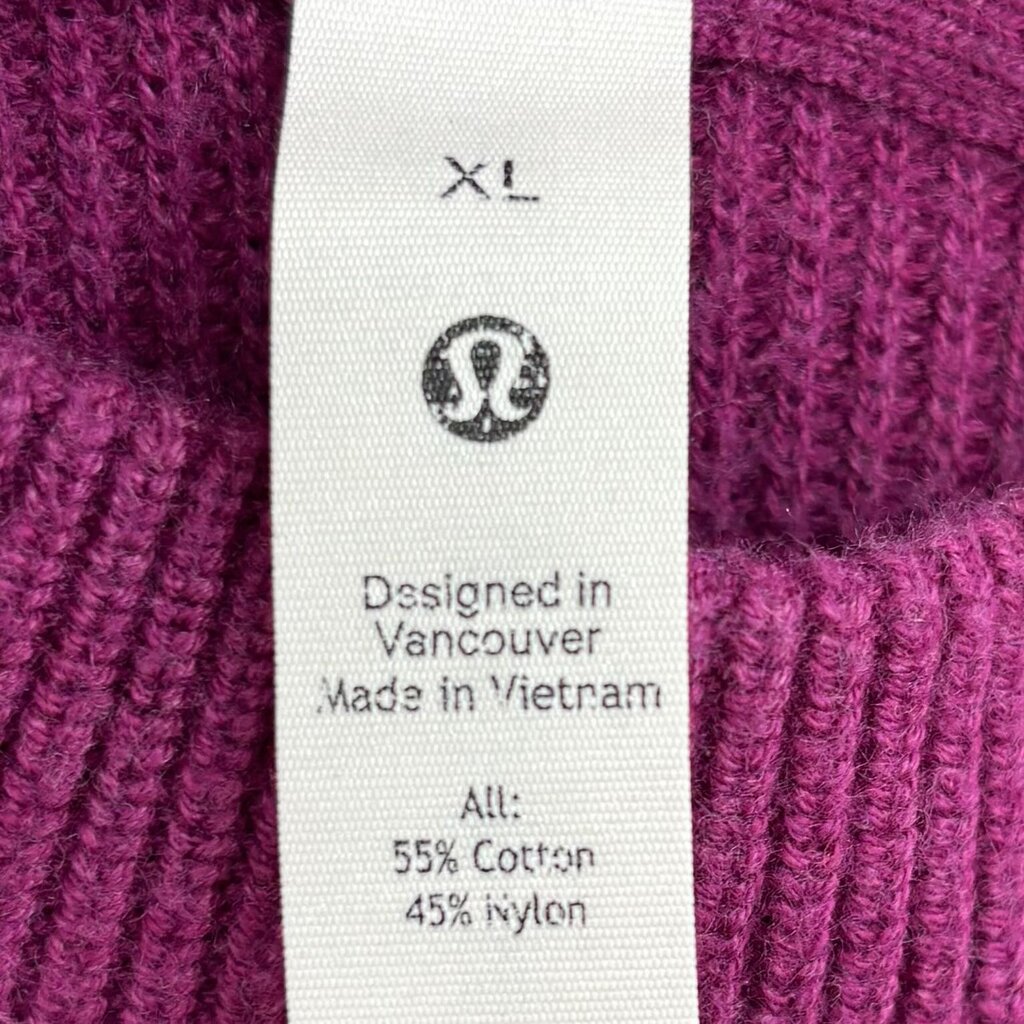 XL
Designed in
Vancouver
Made in Vietnam
All:
55% Cotton
45% Nylon